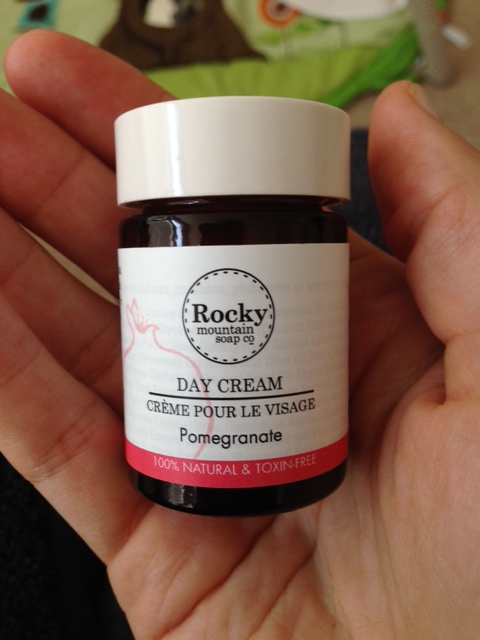 Rocky
mountain
soap co
DAY CREAM
CRÈME POUR LE VISAGE
Pomegranate
100% NATURAL & TOXIN-FREE